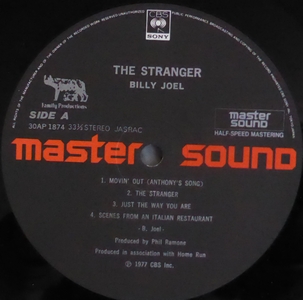 CBS
SONY
THE STRANGER
BILLY JOEL
Family Productions
SIDE A
30AP 1874 33⅓ STEREO JASRAC
master
sound
HALF-SPEED MASTERING
master sound
1. MOVIN' OUT (ANTHONY'S SONG)
2. THE STRANGER
3. JUST THE WAY YOU ARE
4. SCENES FROM AN ITALIAN RESTAURANT
- B. Joel -
Produced by Phil Ramone
Produced in association with Home Run
℗ 1977 CBS Inc.